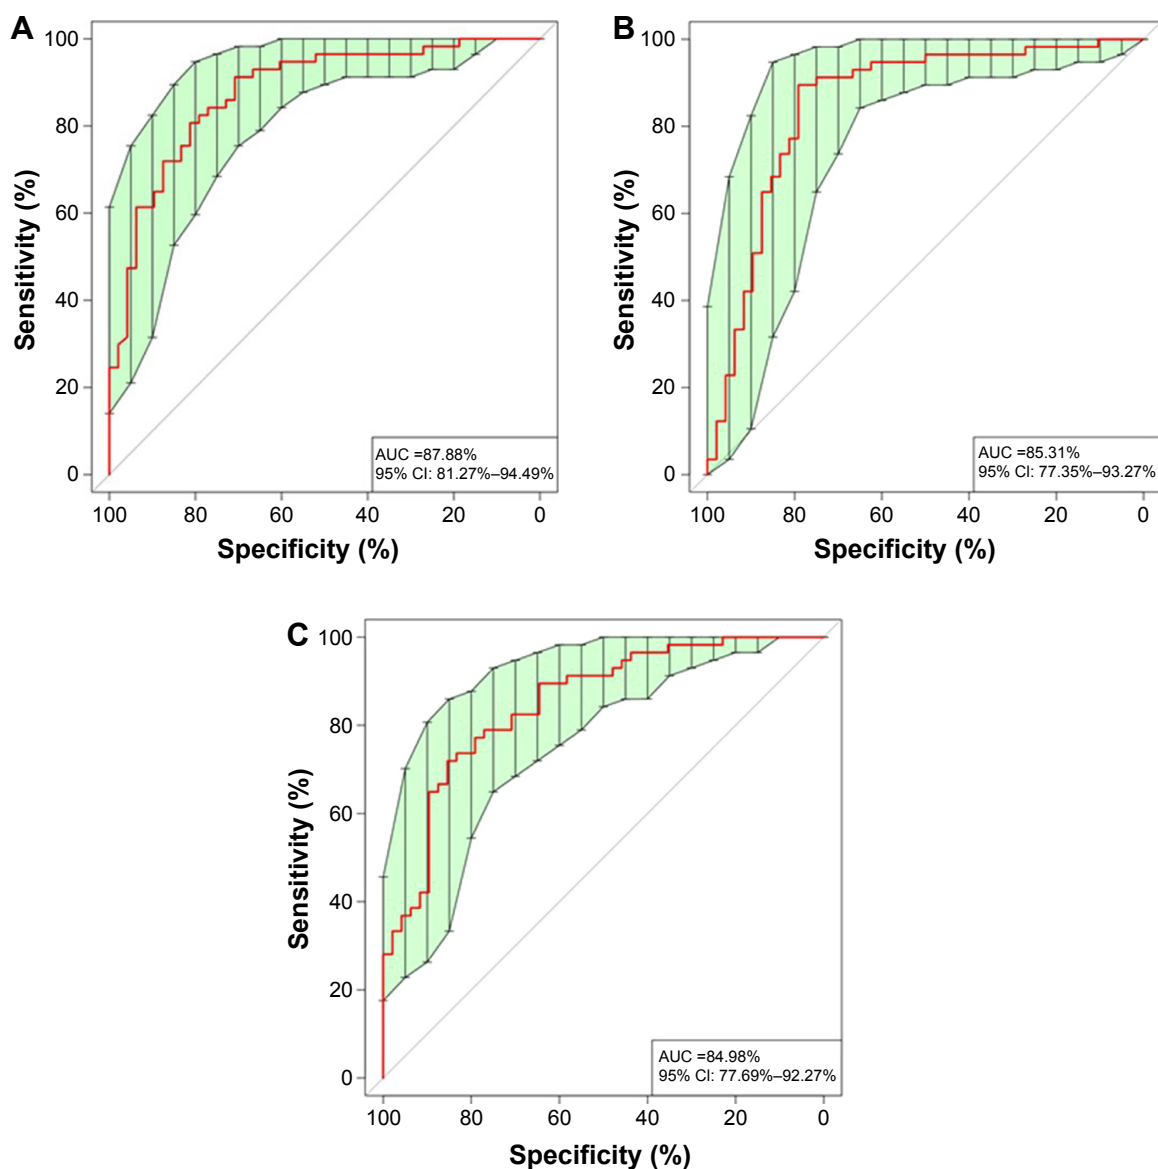 A
100
80
60
40
20
0
Sensitivity (%)
AUC =87.88%
95% CI: 81.27%–94.49%
100 80 60 40 20 0
Specificity (%)
B
100
80
60
40
20
0
Sensitivity (%)
AUC =85.31%
95% CI: 77.35%–93.27%
100 80 60 40 20 0
Specificity (%)
C
100
80
60
40
20
0
Sensitivity (%)
AUC =84.98%
95% CI: 77.69%–92.27%
100 80 60 40 20 0
Specificity (%)